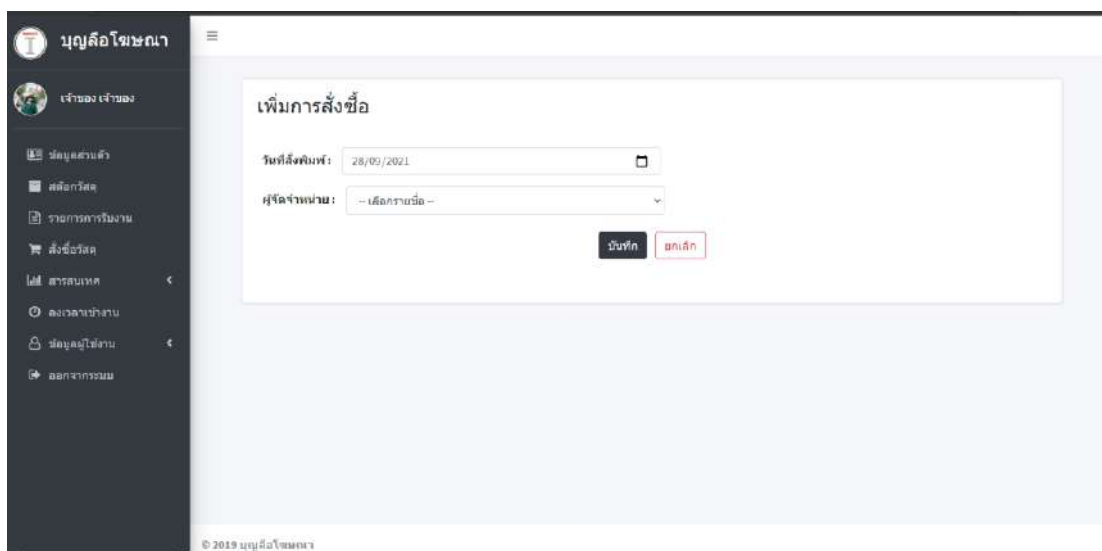 บุญลือโฆษณา
เจ้าของ เจ้าของ
ข้อมูลส่วนตัว
สต๊อกวัสดุ
รายการการรับงาน
สั่งซื้อวัสดุ
สารสนเทศ
ลงเวลาเข้างาน
ข้อมูลผู้ใช้งาน
ออกจากระบบ
เพิ่มการสั่งซื้อ
วันที่สั่งพิมพ์ : 28/09/2021
ผู้จัดจำหน่าย : -- เลือกรายชื่อ --
บันทึก ยกเลิก
© 2019 บุญลือโฆษณา